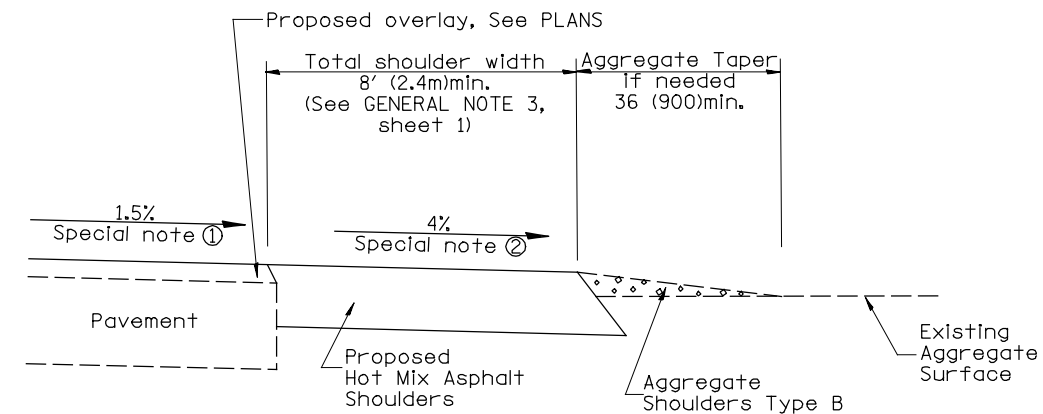 Proposed overlay, See PLANS
Total shoulder width
8' (2.4m)min.
(See GENERAL NOTE 3,
sheet 1)
Aggregate Taper
if needed
36 (900)min.
1.5%
Special note ①
4%
Special note ②
Pavement
Proposed
Hot Mix Asphalt
Shoulders
Aggregate
Shoulders Type B
Existing
Aggregate
Surface